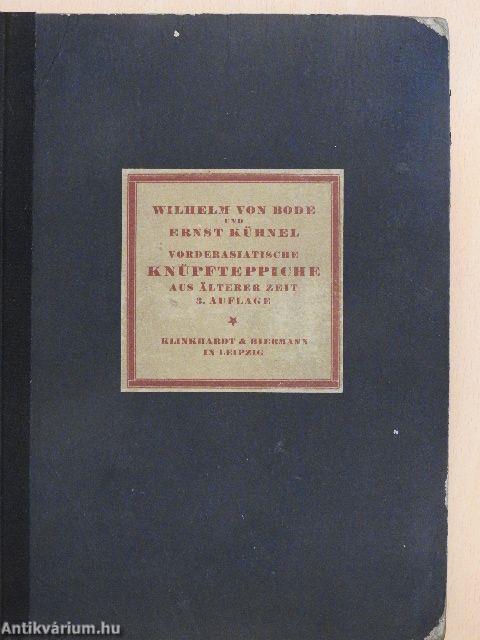 WILHELM VON BODE
UND
ERNST KÜHNEL
VORDERASIATISCHE
KNÜPFTEPPICHE
AUS ÄLTERER ZEIT
3. AUFLAGE
KLINKHARDT & BIERMANN
IN LEIPZIG
Antikvárium.hu